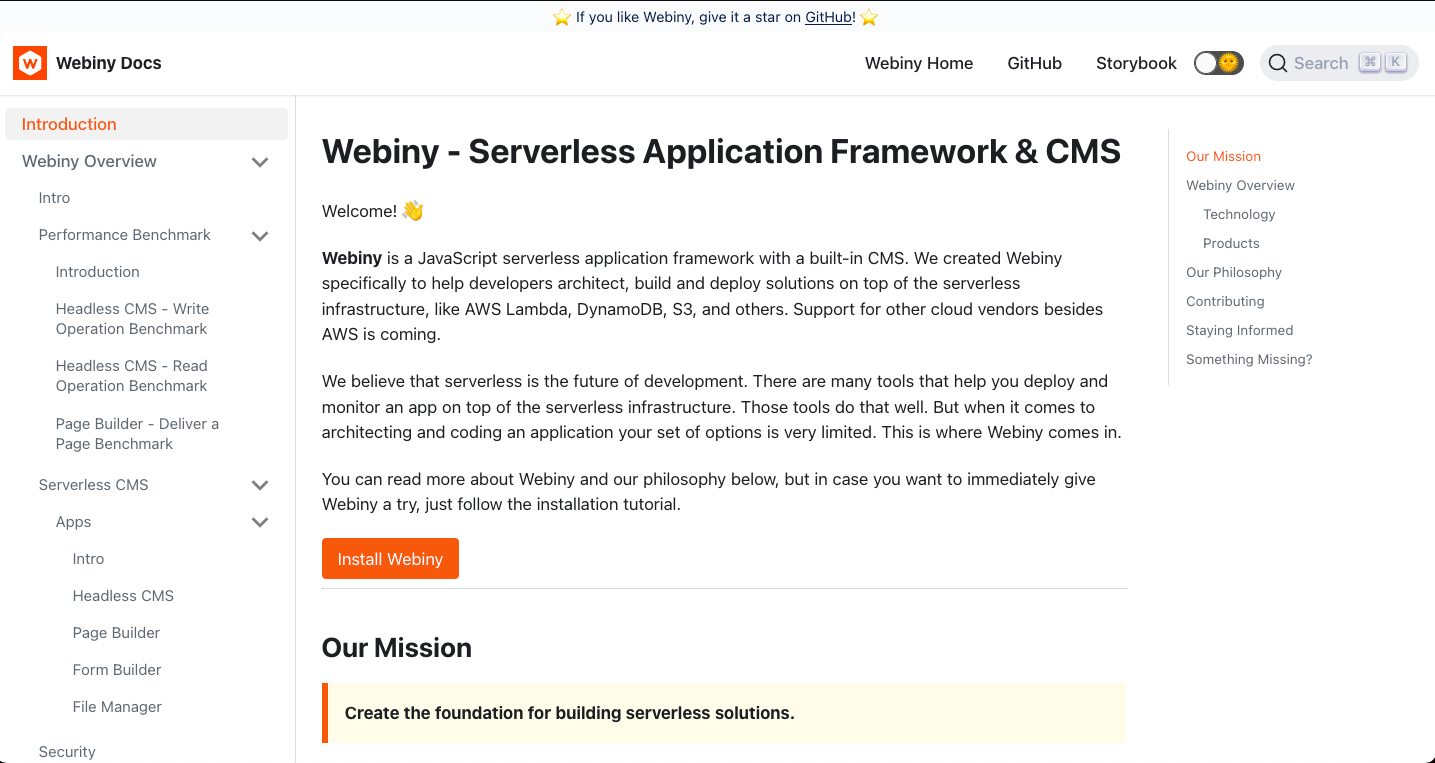 ⭐ If you like Webiny, give it a star on GitHub! ⭐
Webiny Docs
Webiny Home
GitHub
Storybook
Search ⌘ K
Introduction
Webiny Overview
Intro
Performance Benchmark
Introduction
Headless CMS - Write
Operation Benchmark
Headless CMS - Read
Operation Benchmark
Page Builder - Deliver a
Page Benchmark
Serverless CMS
Apps
Intro
Headless CMS
Page Builder
Form Builder
File Manager
Security
Webiny - Serverless Application Framework & CMS
Welcome! 👋
Webiny is a JavaScript serverless application framework with a built-in CMS. We created Webiny
specifically to help developers architect, build and deploy solutions on top of the serverless
infrastructure, like AWS Lambda, DynamoDB, S3, and others. Support for other cloud vendors besides
AWS is coming.
We believe that serverless is the future of development. There are many tools that help you deploy and
monitor an app on top of the serverless infrastructure. Those tools do that well. But when it comes to
architecting and coding an application your set of options is very limited. This is where Webiny comes in.
You can read more about Webiny and our philosophy below, but in case you want to immediately give
Webiny a try, just follow the installation tutorial.
Install Webiny
Our Mission
Create the foundation for building serverless solutions.
Our Mission
Webiny Overview
Technology
Products
Our Philosophy
Contributing
Staying Informed
Something Missing?